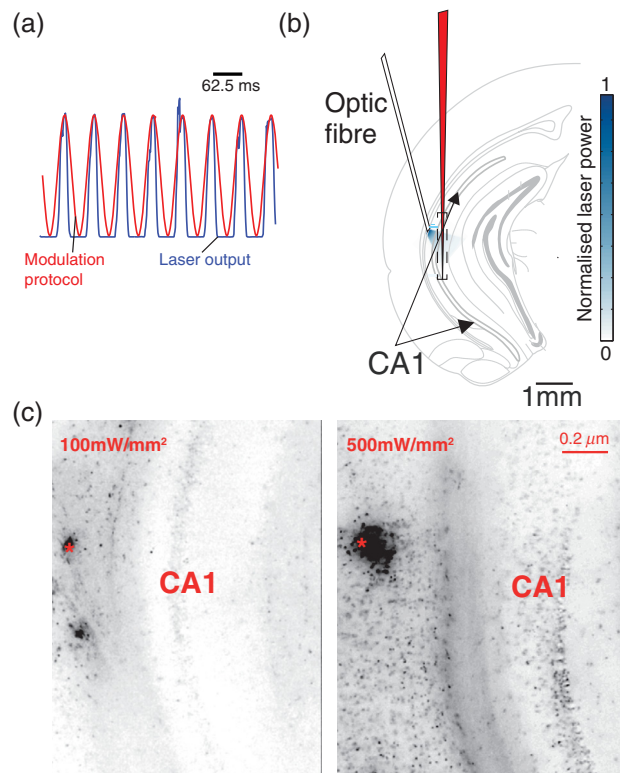 (a)
62.5 ms
Modulation
protocol
Laser output
(b)
Optic
fibre
CA1
1mm
1
Normalised laser power
0
(c)
100mW/mm²
*
CA1
500mW/mm²
0.2 μm
*
CA1